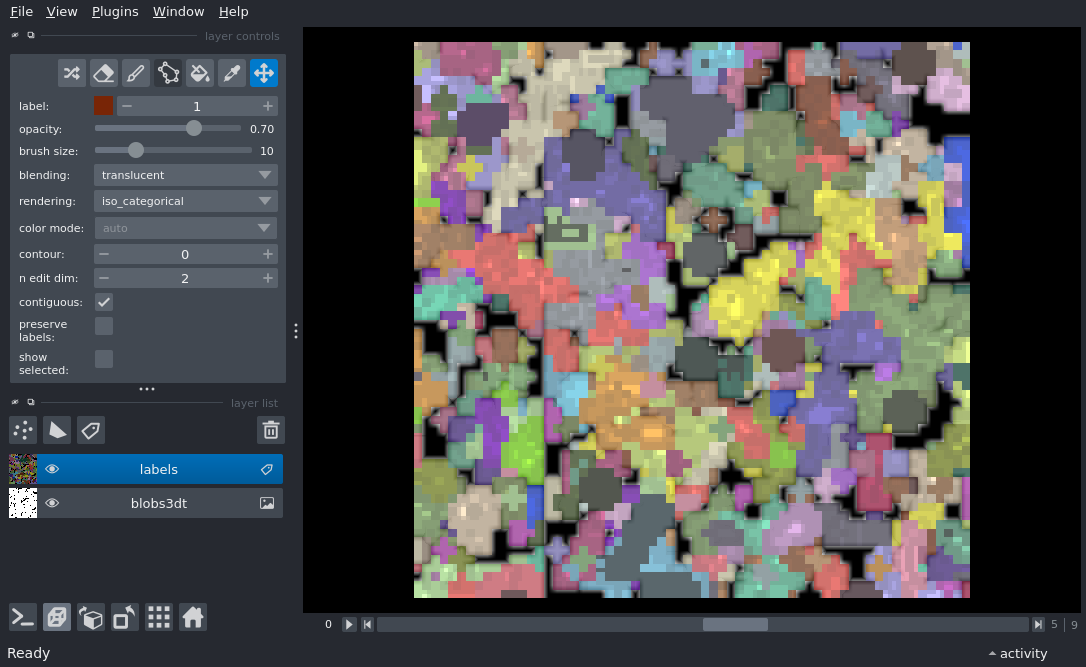 File View Plugins Window Help
layer controls
label: 1
opacity: 0.70
brush size: 10
blending: translucent
rendering: iso_categorical
color mode: auto
contour: 0
n edit dim: 2
contiguous:
preserve
labels:
show
selected:
layer list
labels
blobs3dt
0 5 | 9
Ready activity